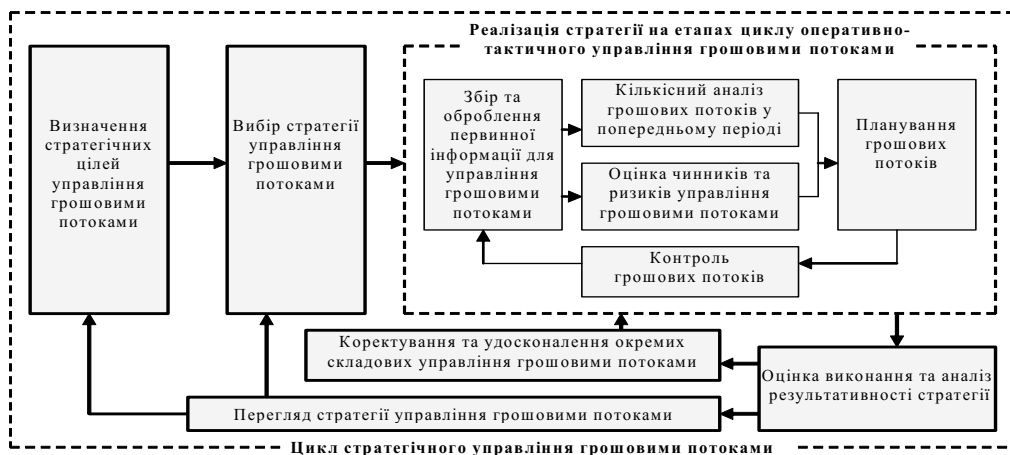 Реалізація стратегії на етапах циклу оперативно-
тактичного управління грошовими потоками
Визначення
стратегічних
цілей
управління
грошовими
потоками
Вибір стратегії
управління
грошовими
потоками
Збір та
оброблення
первинної
інформації для
управління
грошовими
потоками
Кількісний аналіз
грошових потоків у
попередньому періоді
Оцінка чинників та
ризиків управління
грошовими потоками
Планування
грошових
потоків
Контроль
грошових потоків
Коректування та удосконалення окремих
складових управління грошовими потоками
Оцінка виконання та аналіз
результативності стратегії
Перегляд стратегії управління грошовими потоками
Цикл стратегічного управління грошовими потоками